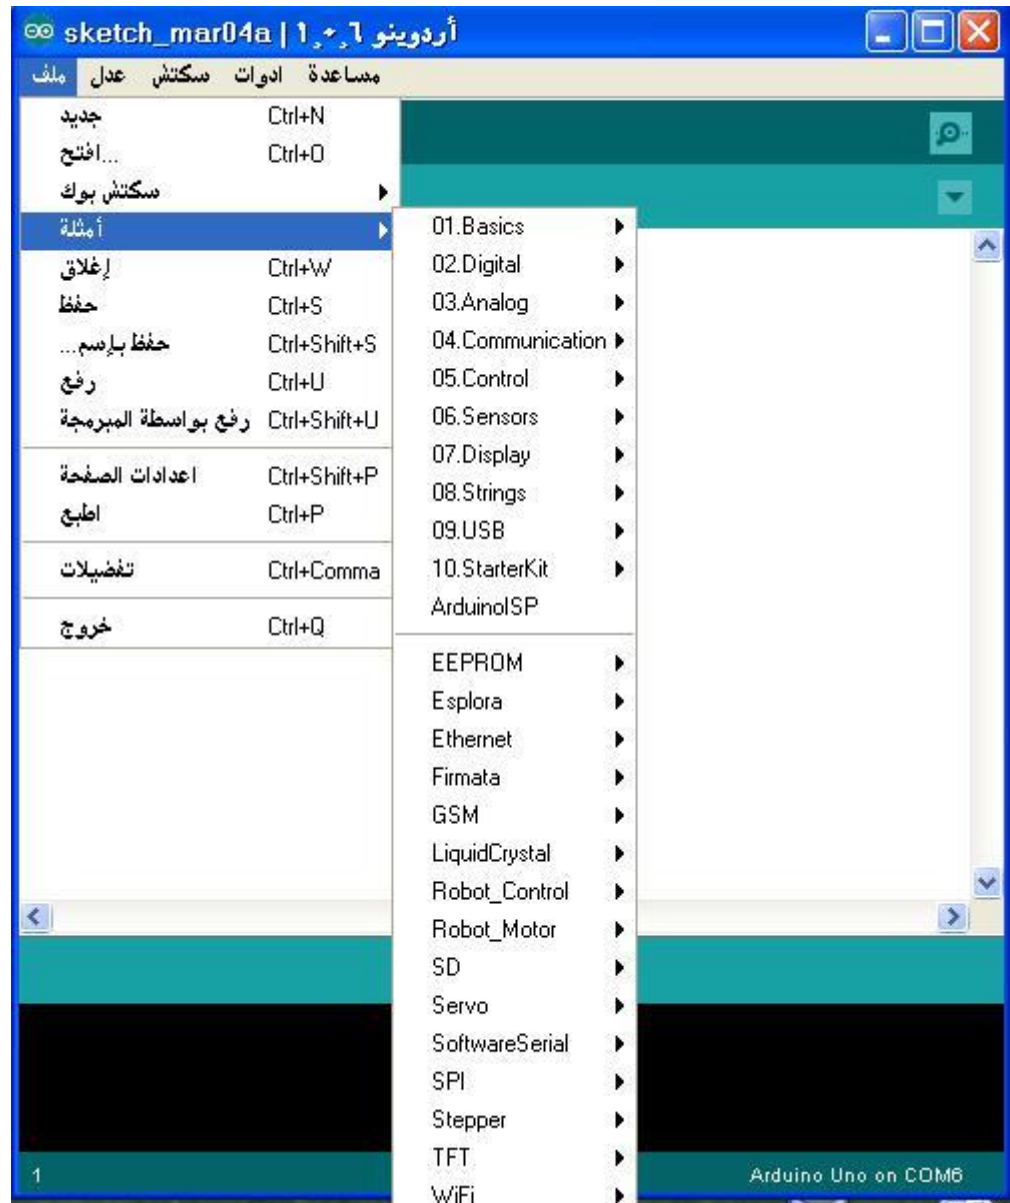 sketch_mar04a | أردوينو ١٫٠٫٦
ملف عدل سكتش ادوات مساعدة
جديد Ctrl+N
افتح... Ctrl+O
سكتش بوك
أمثلة
إغلاق Ctrl+W
حفظ Ctrl+S
حفظ بإسم... Ctrl+Shift+S
رفع Ctrl+U
رفع بواسطة المبرمجة Ctrl+Shift+U
اعدادات الصفحة Ctrl+Shift+P
اطبع Ctrl+P
تفضيلات Ctrl+Comma
خروج Ctrl+Q
01.Basics
02.Digital
03.Analog
04.Communication
05.Control
06.Sensors
07.Display
08.Strings
09.USB
10.StarterKit
ArduinoISP
EEPROM
Esplora
Ethernet
Firmata
GSM
LiquidCrystal
Robot_Control
Robot_Motor
SD
Servo
SoftwareSerial
SPI
Stepper
TFT
WiFi
1
Arduino Uno on COM6